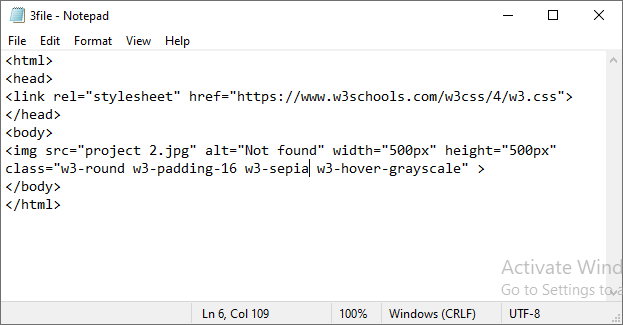 3file - Notepad
File Edit Format View Help
<html>
<head>
<link rel="stylesheet" href="https://www.w3schools.com/w3css/4/w3.css">
</head>
<body>
<img src="project 2.jpg" alt="Not found" width="500px" height="500px"
class="w3-round w3-padding-16 w3-sepia w3-hover-grayscale" >
</body>
</html>
Activate Wind
Go to Settings to a
Ln 6, Col 109 100% Windows (CRLF) UTF-8